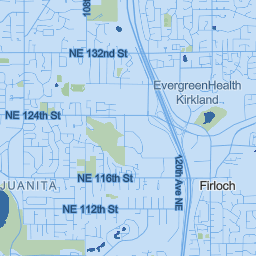 108th
NE 132nd St
EvergreenHealth
Kirkland
NE 124th St
120th Ave NE
NE 116th St
JUANITA
Firloch
NE 112th St